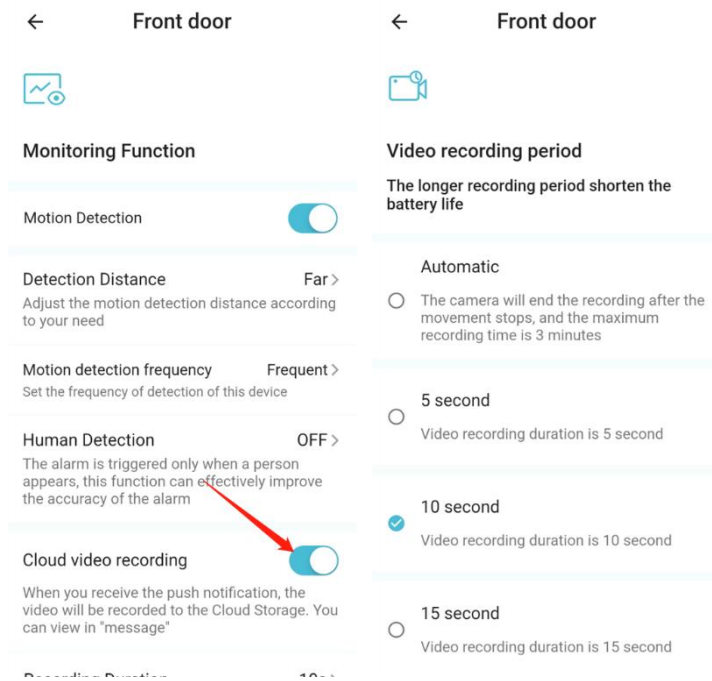 Front door
Monitoring Function
Motion Detection
Detection Distance Far
Adjust the motion detection distance according
to your need
Motion detection frequency Frequent
Set the frequency of detection of this device
Human Detection OFF
The alarm is triggered only when a person
appears, this function can effectively improve
the accuracy of the alarm
Cloud video recording
When you receive the push notification, the
video will be recorded to the Cloud Storage. You
can view in "message"
Recording Duration 10s
Front door
Video recording period
The longer recording period shorten the
battery life
Automatic
The camera will end the recording after the
movement stops, and the maximum
recording time is 3 minutes
5 second
Video recording duration is 5 second
10 second
Video recording duration is 10 second
15 second
Video recording duration is 15 second